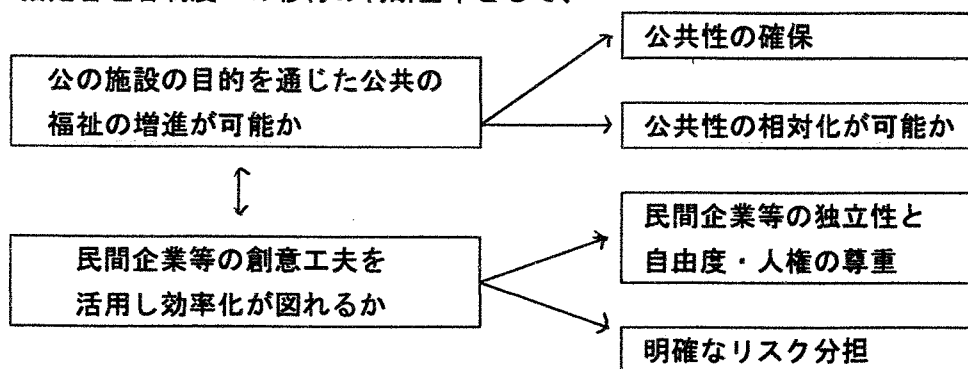 公の施設の目的を通じた公共の
福祉の増進が可能か
公共性の確保
公共性の相対化が可能か
民間企業等の創意工夫を
活用し効率化が図れるか
民間企業等の独立性と
自由度・人権の尊重
明確なリスク分担